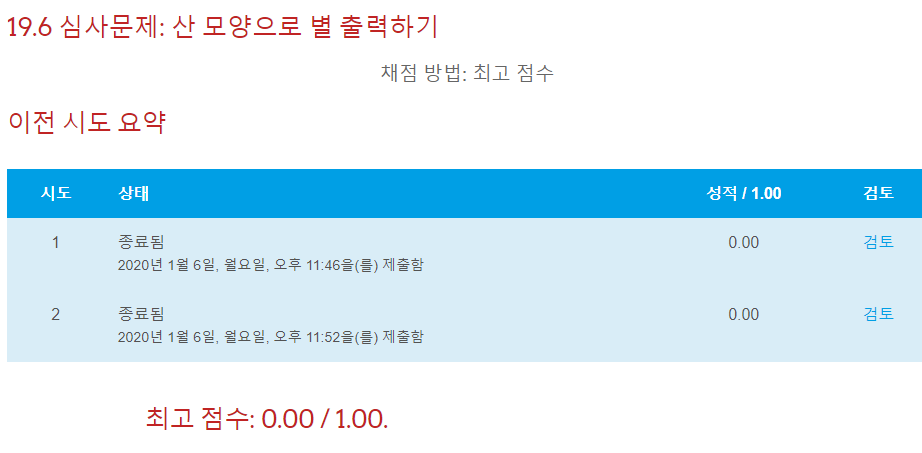 19.6 심사문제: 산 모양으로 별 출력하기
채점 방법: 최고 점수
이전 시도 요약
시도 상태 성적 / 1.00 검토
1 종료됨 0.00 검토
2020년 1월 6일, 월요일, 오후 11:46을(를) 제출함
2 종료됨 0.00 검토
2020년 1월 6일, 월요일, 오후 11:52을(를) 제출함
최고 점수: 0.00 / 1.00.